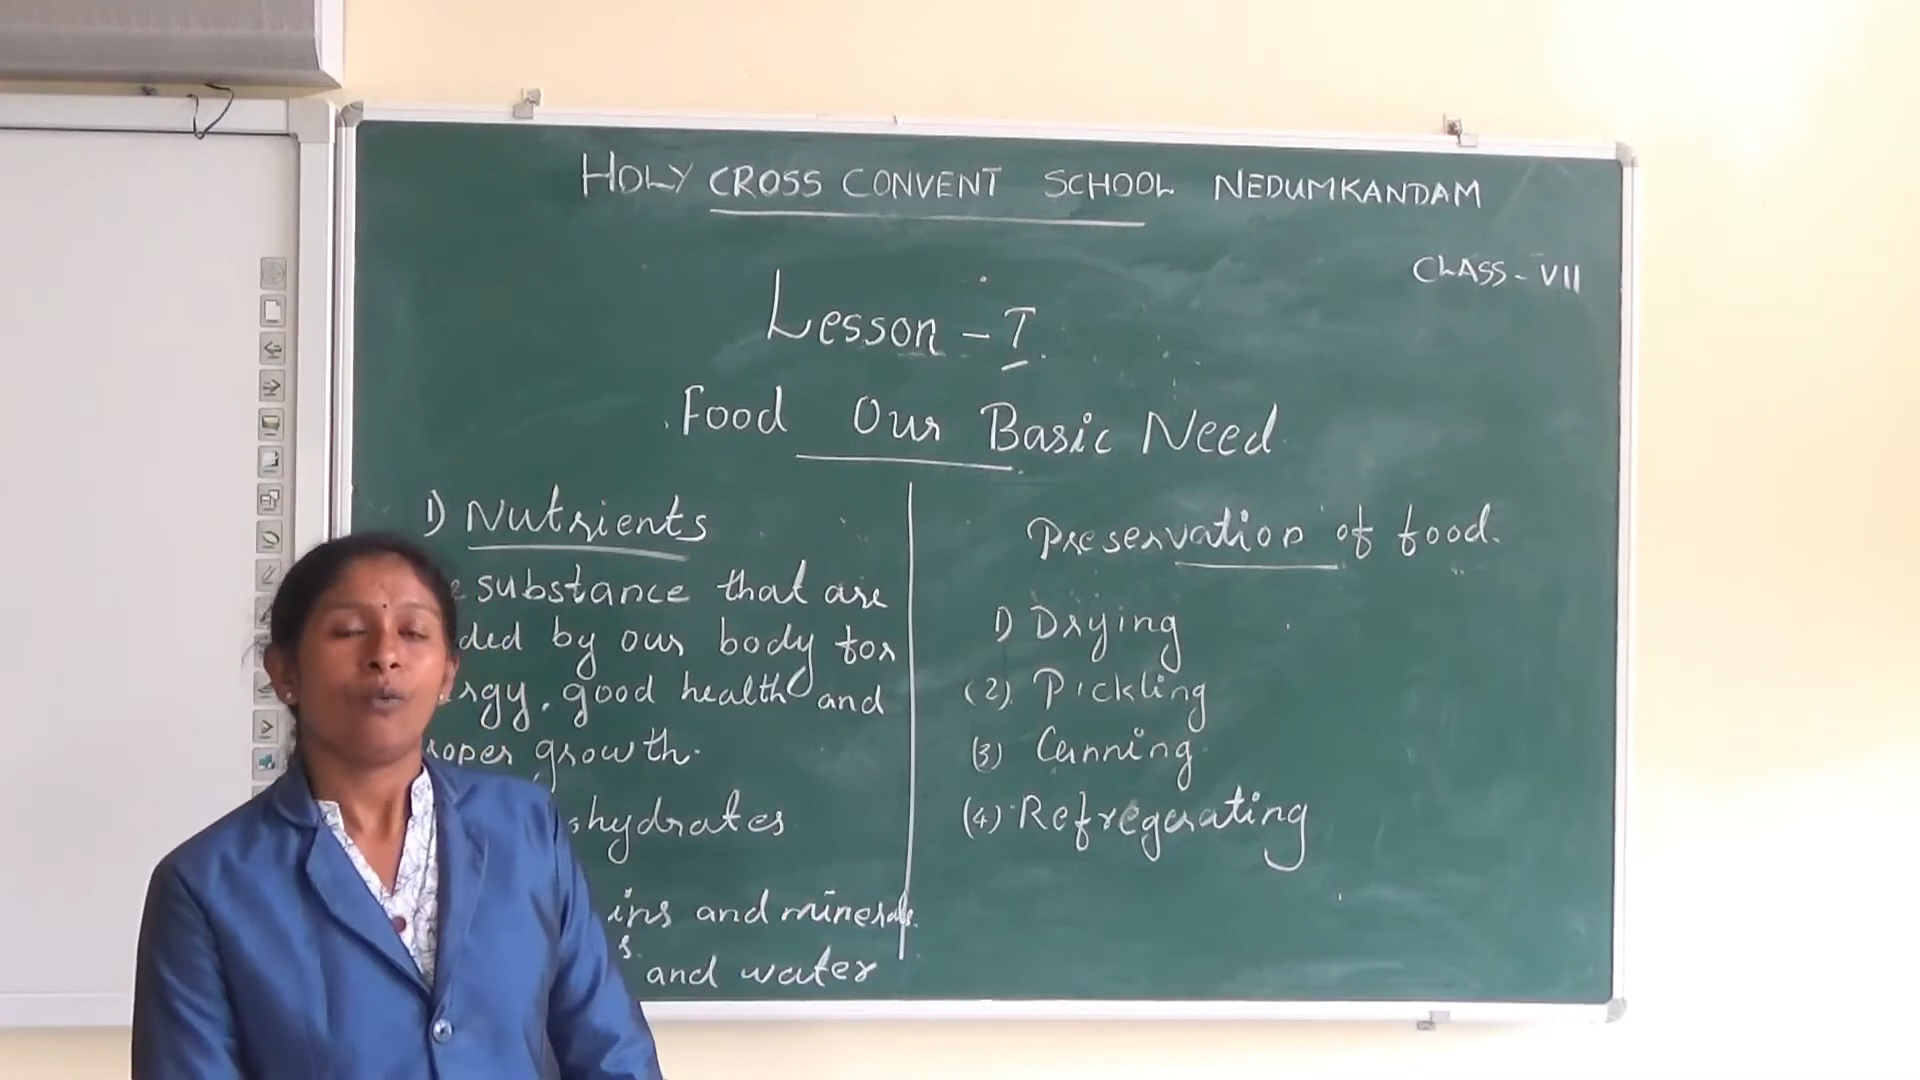 HOLY CROSS CONVENT SCHOOL NEDUMKANDAM
CLASS - VII
Lesson - I
Food Our Basic Need
1) Nutrients
substance that are
by our body for
good health and
growth.
and minerals.
and water
Preservation of food.
1) Drying
(2) Pickling
(3) Canning
(4) Refregerating